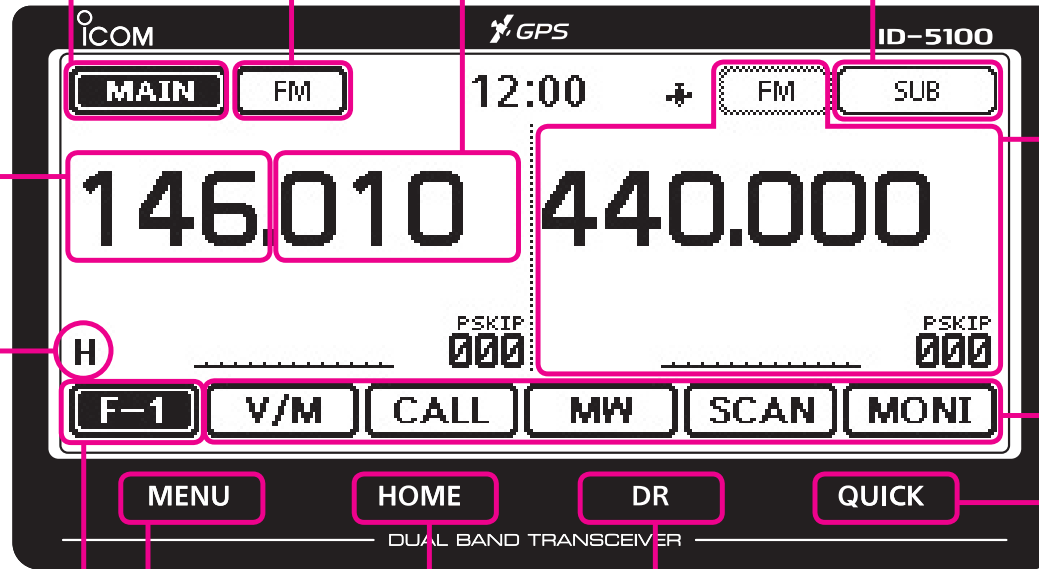 ICOM GPS ID-5100
MAIN FM 12:00 FM SUB
146.010 440.000
PSKIP PSKIP
H 000 000
F-1 V/M CALL MW SCAN MONI
MENU HOME DR QUICK
DUAL BAND TRANSCEIVER